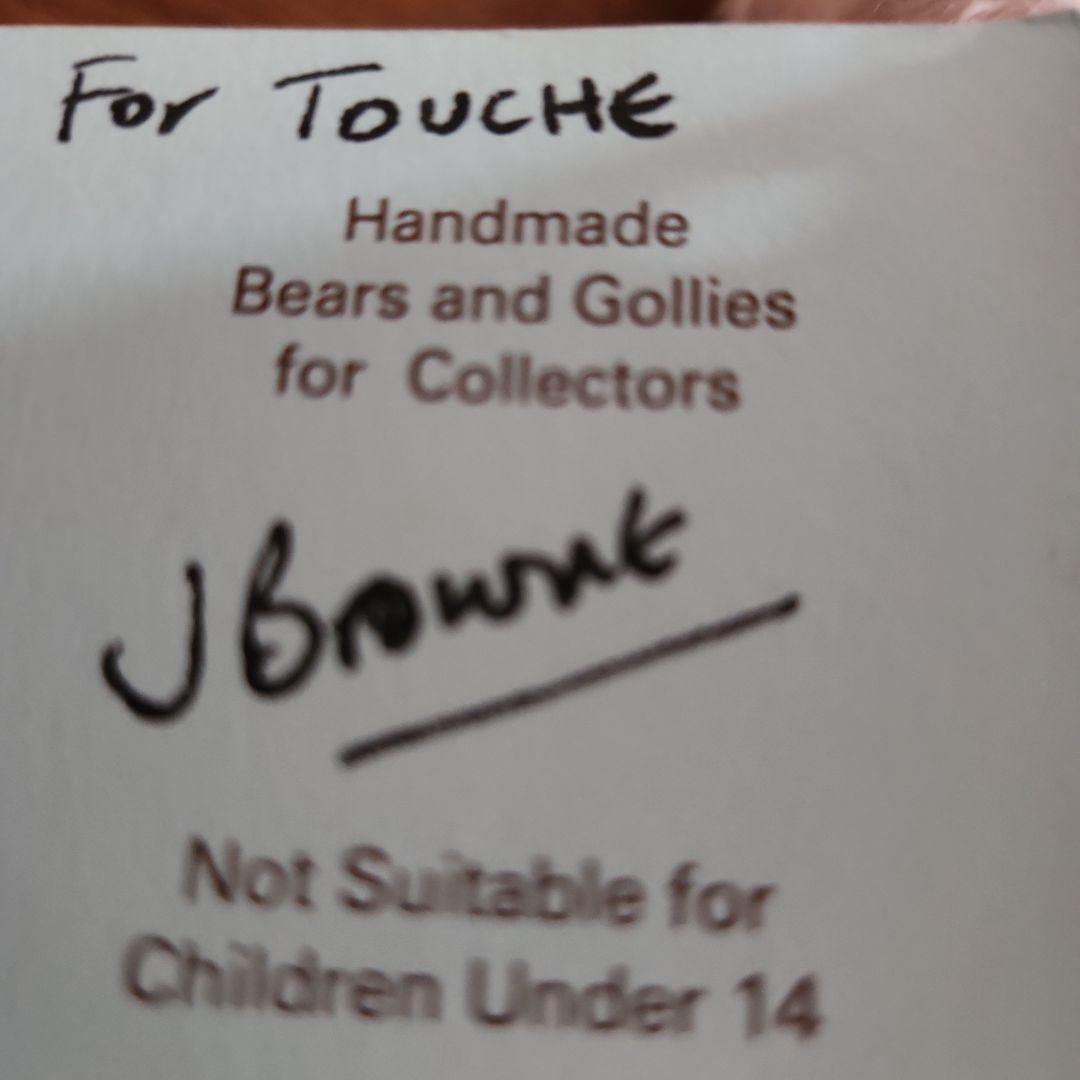 For TOUCHE
Handmade
Bears and Gollies
for Collectors
J Browne
Not Suitable for
Children Under 14